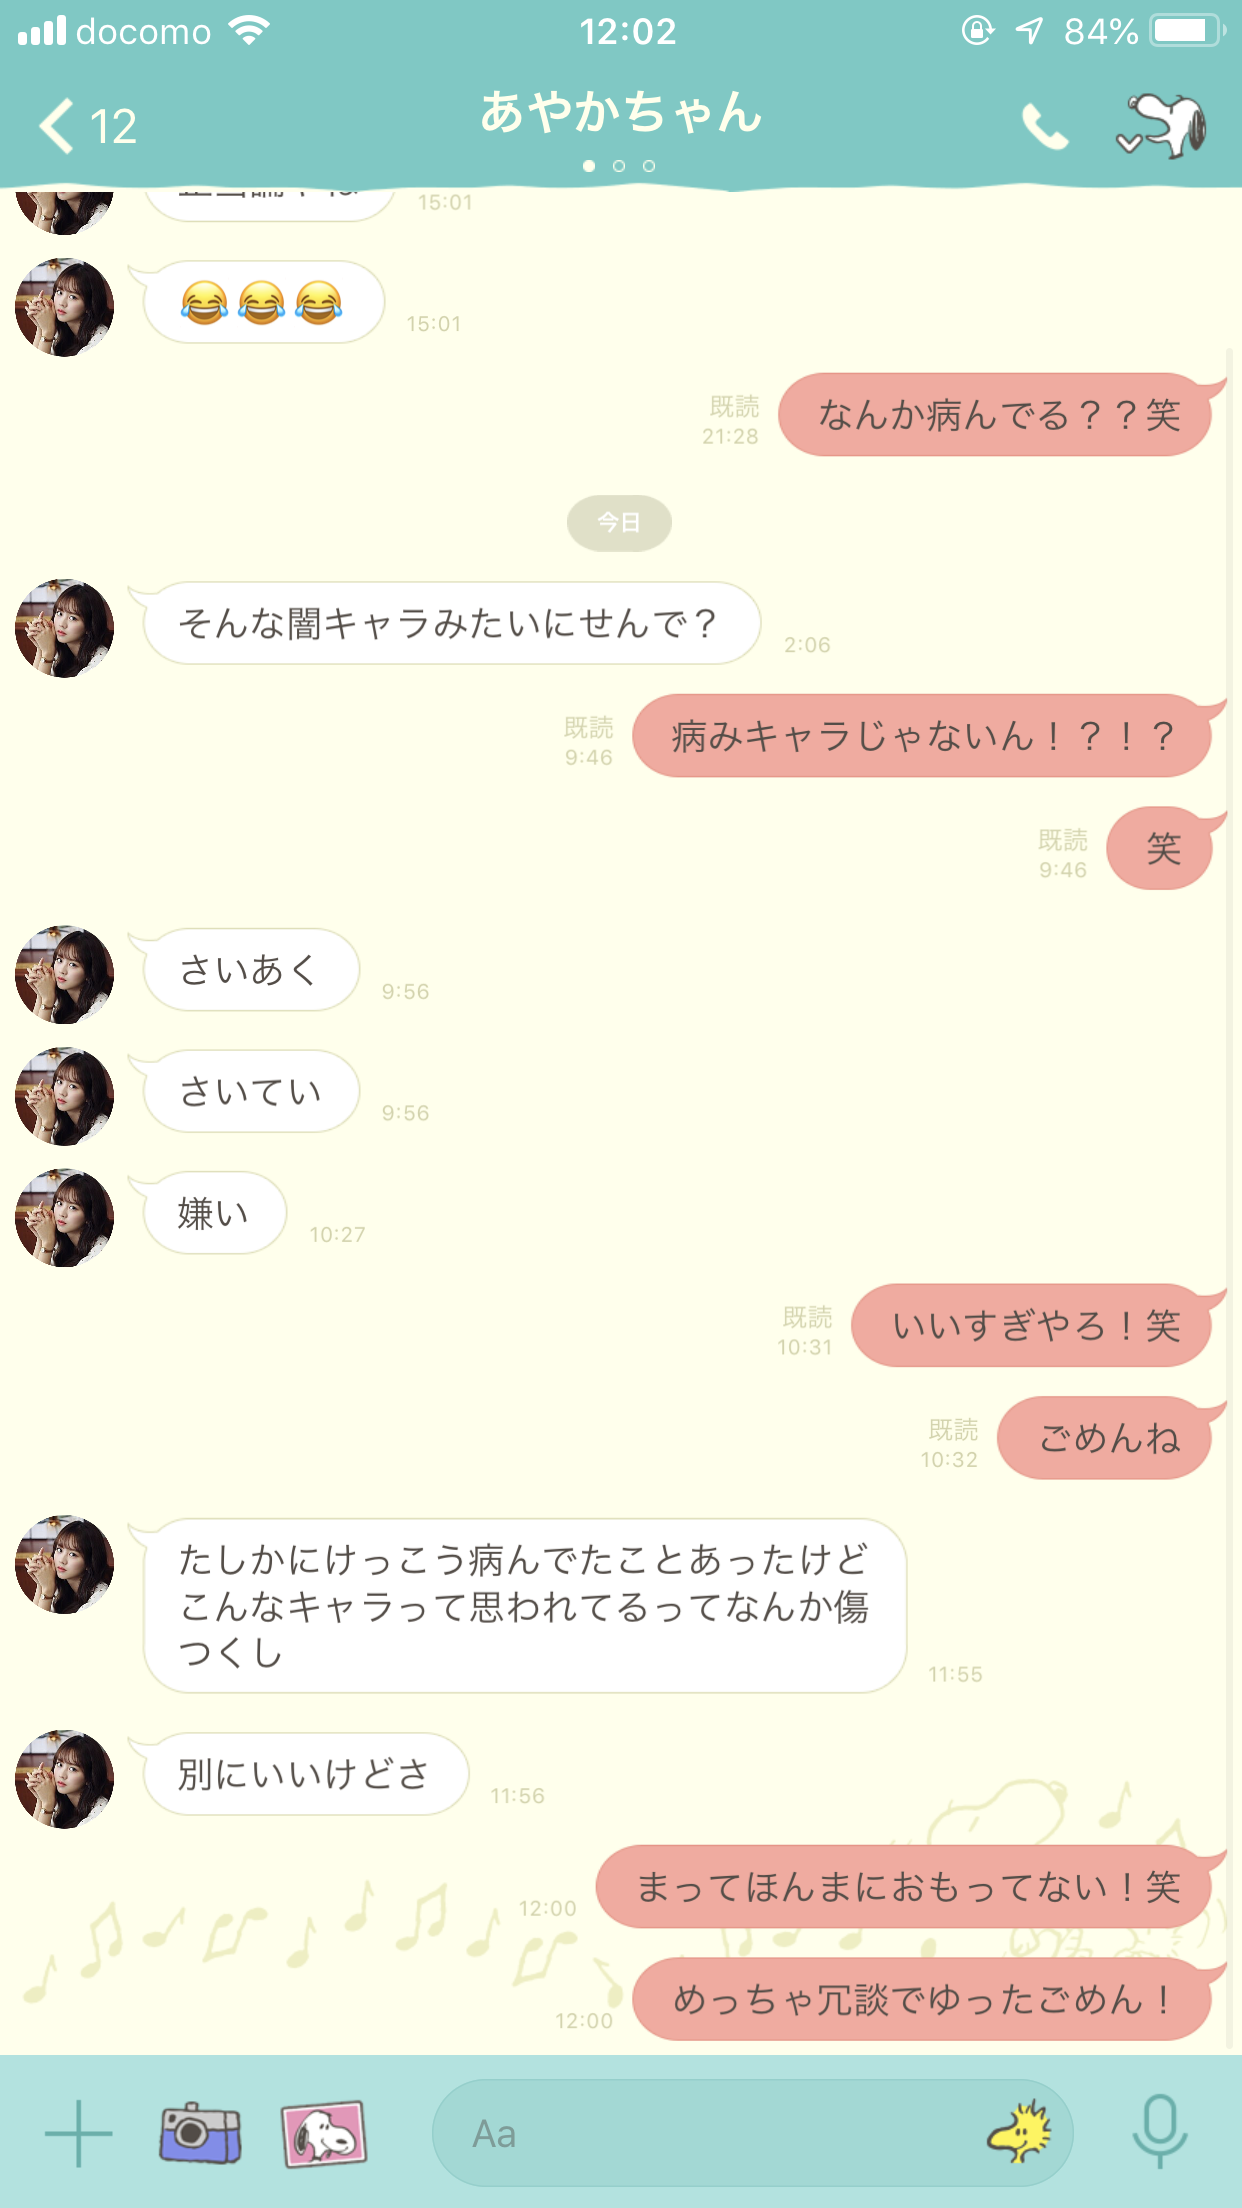 docomo
12:02
84%
12
あやかちゃん
15:01
😂😂😂
15:01
なんか病んでる？？笑
既読
21:28
今日
そんな闇キャラみたいにせんで？
2:06
病みキャラじゃないん！？！？
既読
9:46
笑
既読
9:46
さいあく
9:56
さいてい
9:56
嫌い
10:27
いいすぎやろ！笑
既読
10:31
ごめんね
既読
10:32
たしかにけっこう病んでたことあったけど
こんなキャラって思われてるってなんか傷
つくし
11:55
別にいいけどさ
11:56
まってほんまにおもってない！笑
12:00
めっちゃ冗談でゆったごめん！
12:00
Aa